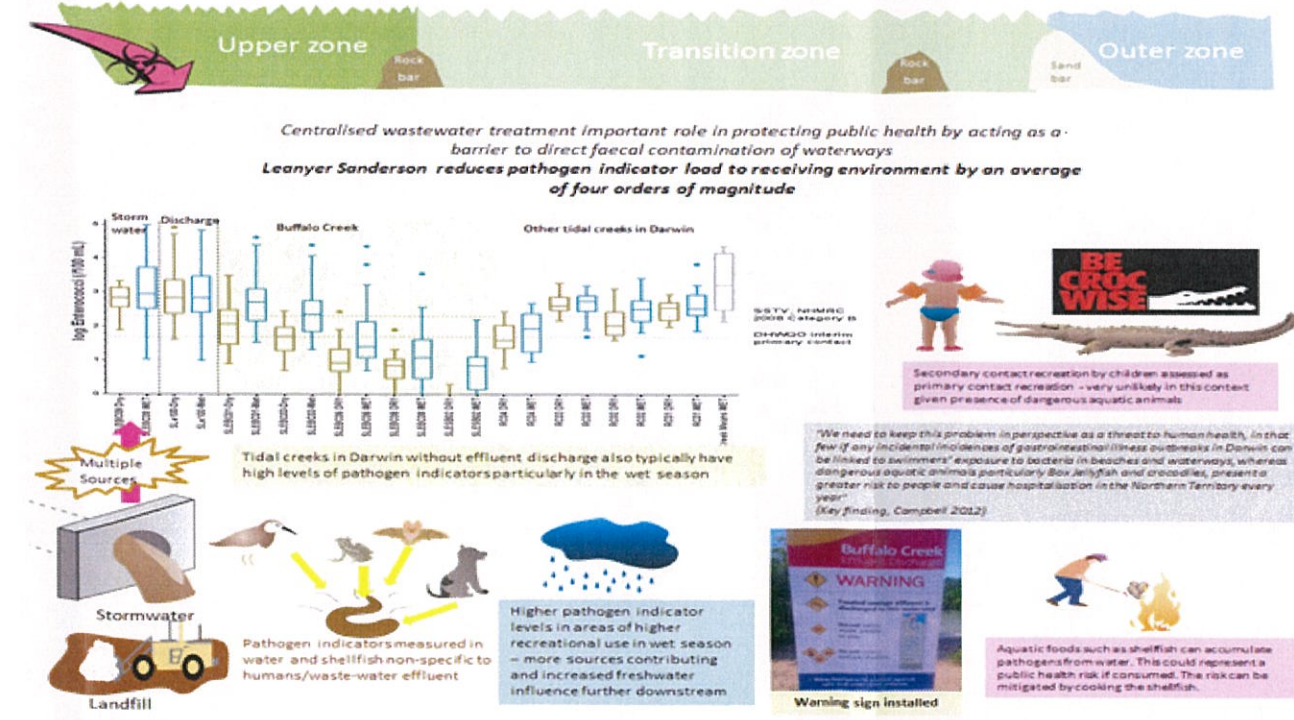 Upper zone
Rock
bar
Transition zone
Rock
bar
Sand
bar
Outer zone
Centralised wastewater treatment important role in protecting public health by acting as a
barrier to direct faecal contamination of waterways
Leanyer Sanderson reduces pathogen indicator load to receiving environment by an average
of four orders of magnitude
Storm
water
Discharge
Buffalo Creek
Other tidal creeks in Darwin
log Enterococci (/100 mL)
SSTV, NHMRC
2008 Category B
DHWQO interim
primary contact
BE
CROC
WISE
Secondary contact recreation by children assessed as
primary contact recreation – very unlikely in this context
given presence of dangerous aquatic animals
Multiple
Sources
Tidal creeks in Darwin without effluent discharge also typically have
high levels of pathogen indicators particularly in the wet season
"We need to keep this problem in perspective as a threat to human health, in that
few if any incidental incidences of gastrointestinal illness outbreaks in Darwin can
be linked to swimmers' exposure to bacteria in beaches and waterways, whereas
dangerous aquatic animals particularly Box Jellyfish and crocodiles, present a
greater risk to people and cause hospitalisation in the Northern Territory every
year"
(Key finding, Campbell 2012)
Stormwater
Landfill
Pathogen indicators measured in
water and shellfish non-specific to
humans/waste-water effluent
Higher pathogen indicator
levels in areas of higher
recreational use in wet season
– more sources contributing
and increased freshwater
influence further downstream
Buffalo Creek
WARNING
Warning sign installed
Aquatic foods such as shellfish can accumulate
pathogens from water. This could represent a
public health risk if consumed. The risk can be
mitigated by cooking the shellfish.